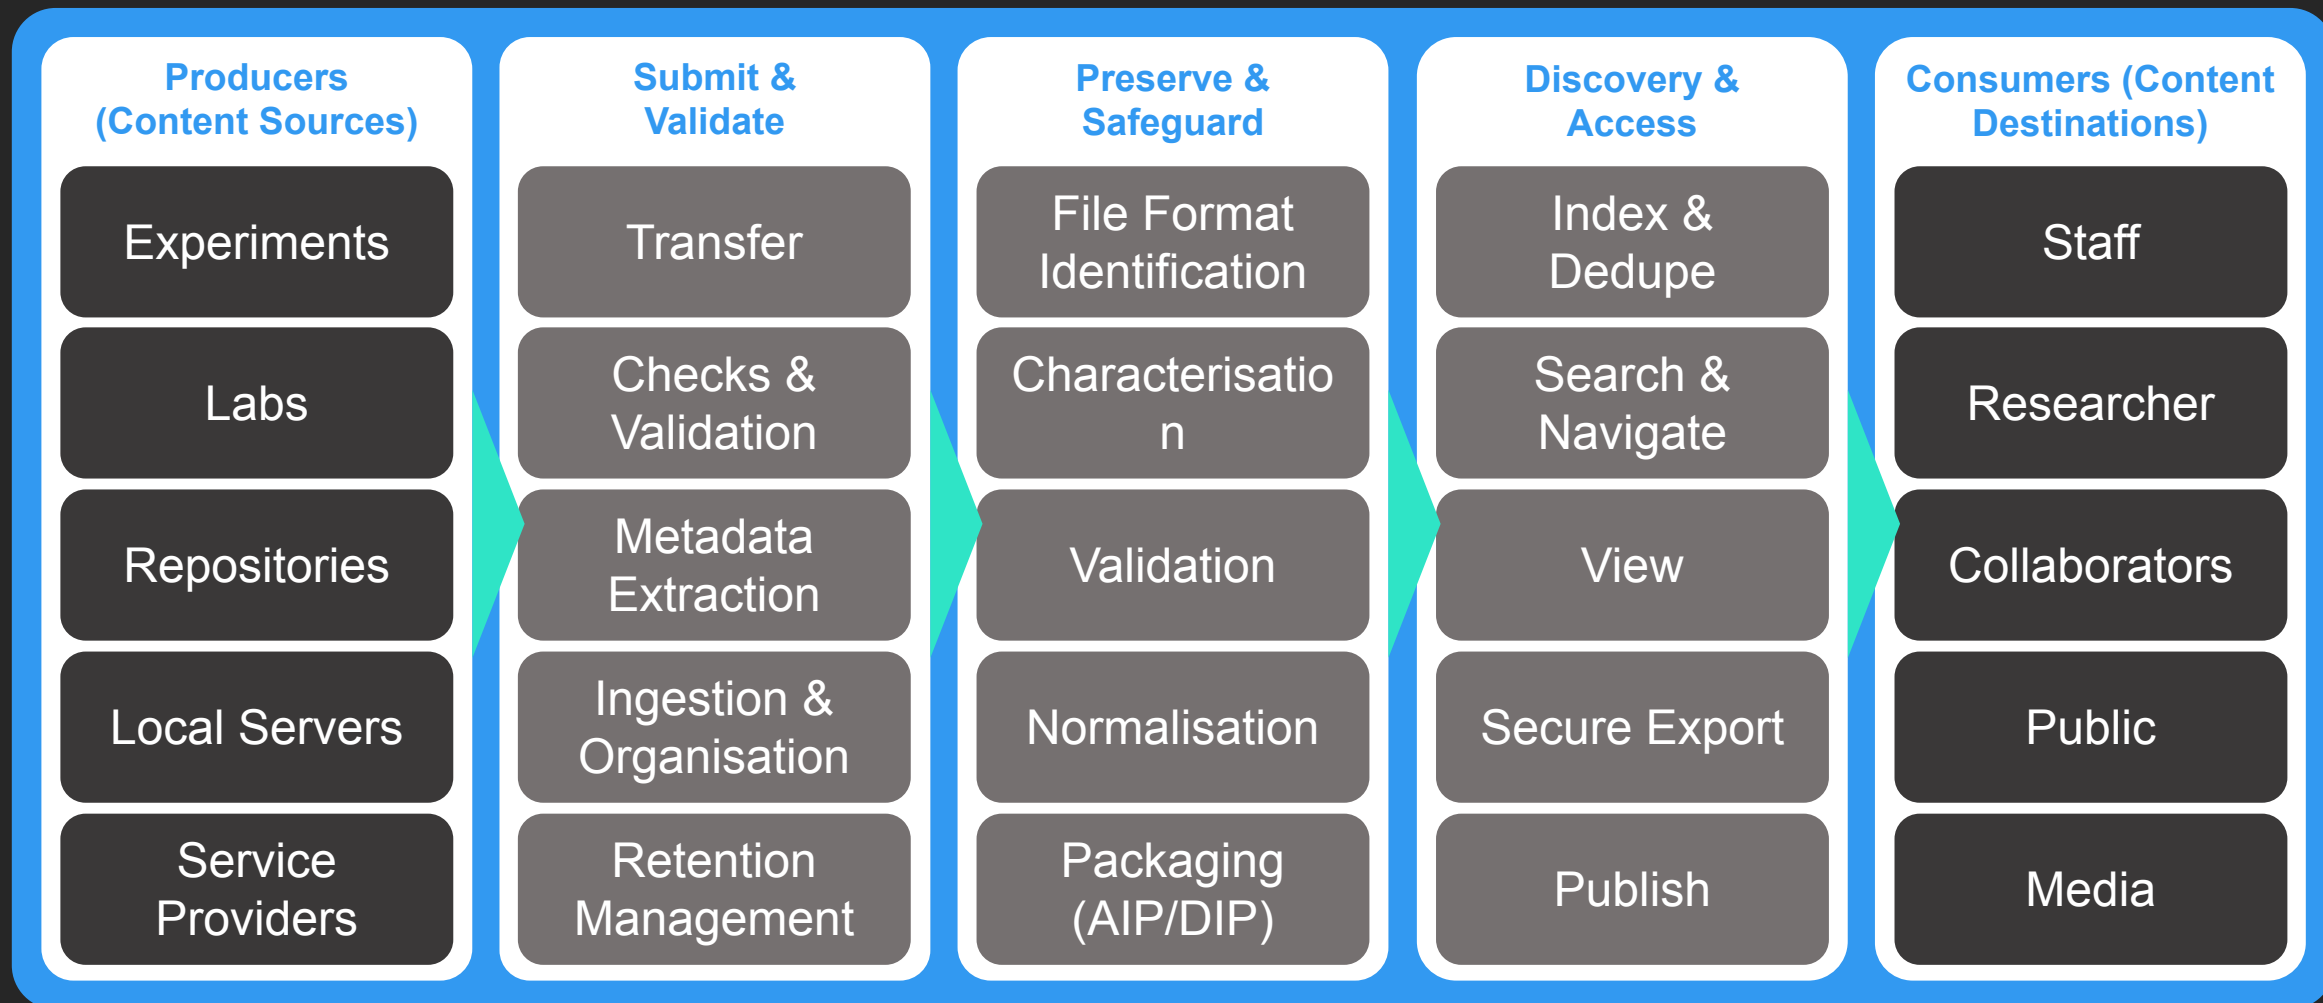 Producers
(Content Sources)
Experiments
Labs
Repositories
Local Servers
Service
Providers
Submit &
Validate
Transfer
Checks &
Validation
Metadata
Extraction
Ingestion &
Organisation
Retention
Management
Preserve &
Safeguard
File Format
Identification
Characterisatio
n
Validation
Normalisation
Packaging
(AIP/DIP)
Discovery &
Access
Index &
Dedupe
Search &
Navigate
View
Secure Export
Publish
Consumers (Content
Destinations)
Staff
Researcher
Collaborators
Public
Media